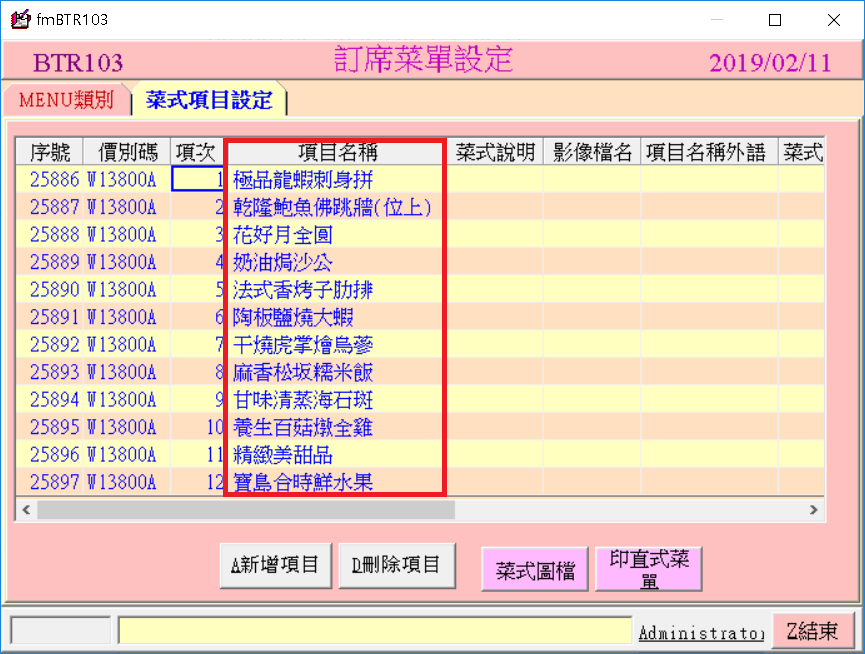 fmBTR103
BTR103 訂席菜單設定 2019/02/11
MENU類別 菜式項目設定
序號 價別碼 項次 項目名稱 菜式說明 影像檔名 項目名稱外語 菜式
25886 W13800A 1 極品龍蝦刺身拼
25887 W13800A 2 乾隆鮑魚佛跳牆(位上)
25888 W13800A 3 花好月全圓
25889 W13800A 4 奶油焗沙公
25890 W13800A 5 法式香烤子肋排
25891 W13800A 6 陶板鹽燒大蝦
25892 W13800A 7 干燒虎掌燴烏蔘
25893 W13800A 8 麻香松坂糯米飯
25894 W13800A 9 甘味清蒸海石斑
25895 W13800A 10 養生百菇燉全雞
25896 W13800A 11 精緻美甜品
25897 W13800A 12 寶島合時鮮水果
A新增項目 D刪除項目 菜式圖檔 印直式菜
單
Administrator Z結束